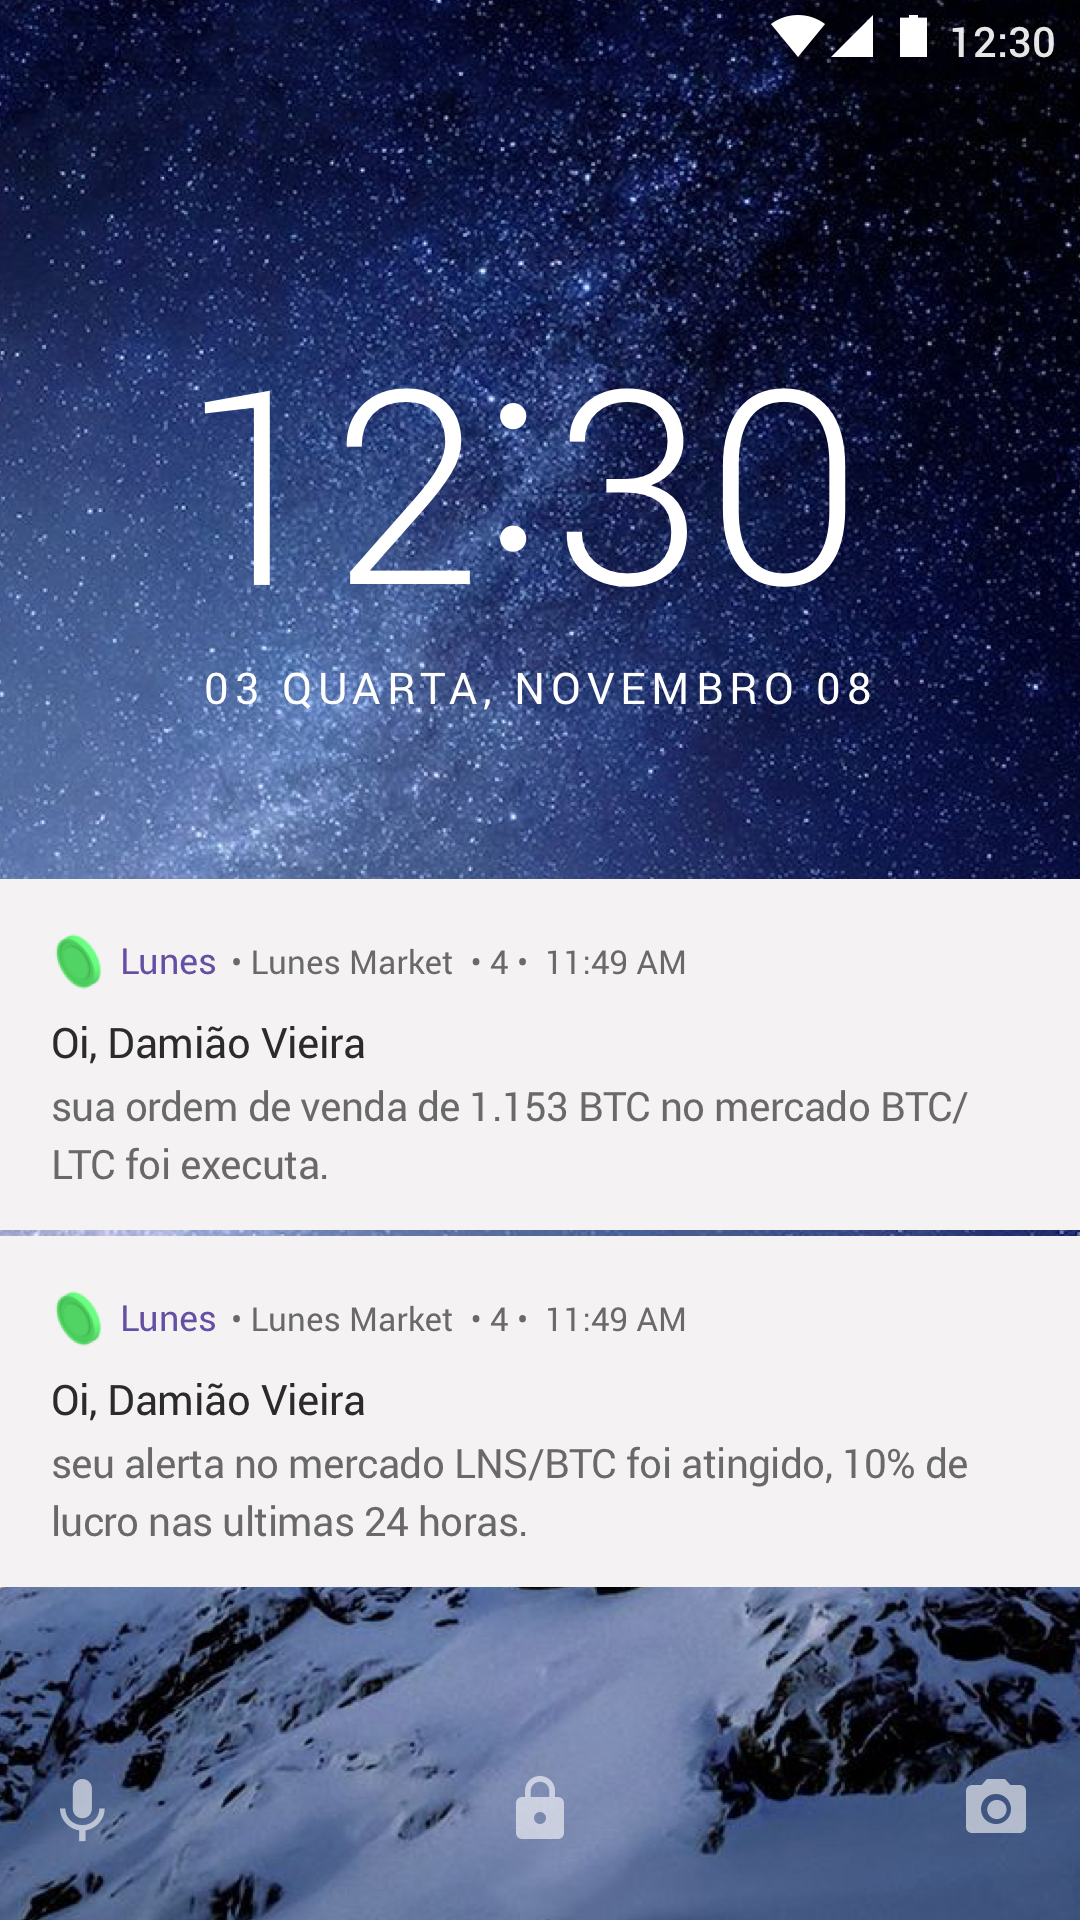 12:30
12:30
03 QUARTA, NOVEMBRO 08
Lunes • Lunes Market • 4 • 11:49 AM
Oi, Damião Vieira
sua ordem de venda de 1.153 BTC no mercado BTC/
LTC foi executa.
Lunes • Lunes Market • 4 • 11:49 AM
Oi, Damião Vieira
seu alerta no mercado LNS/BTC foi atingido, 10% de
lucro nas ultimas 24 horas.